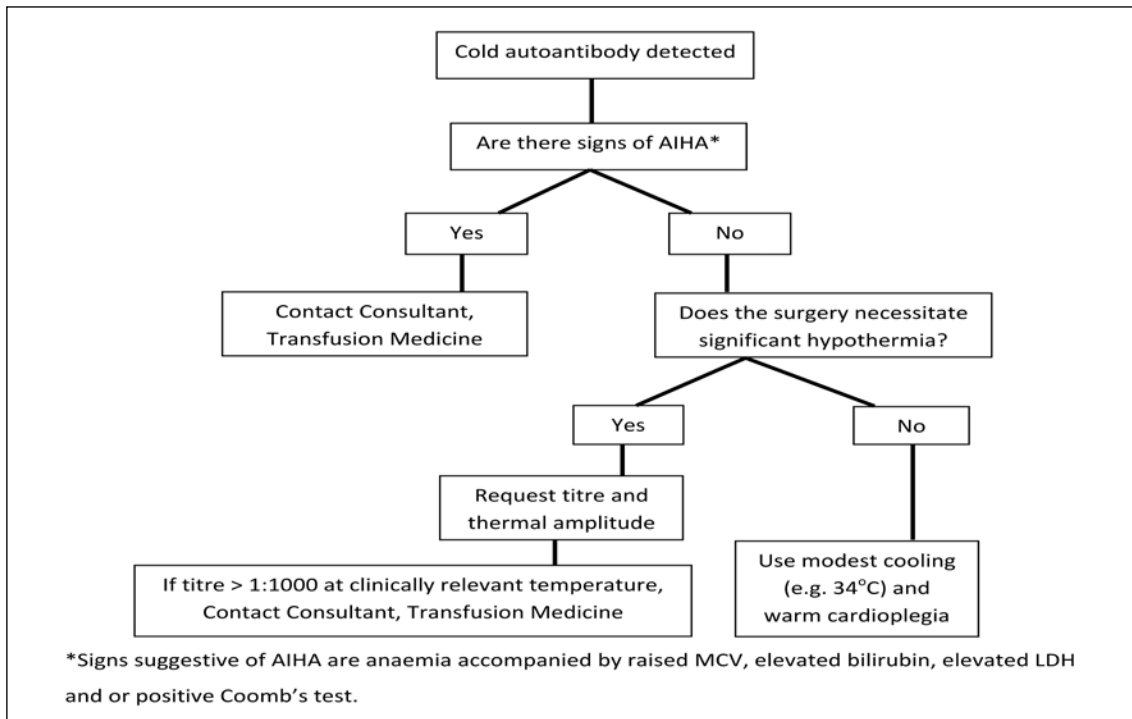 Cold autoantibody detected
Are there signs of AIHA*
Yes
No
Contact Consultant,
Transfusion Medicine
Does the surgery necessitate
significant hypothermia?
Yes
No
Request titre and
thermal amplitude
If titre > 1:1000 at clinically relevant temperature,
Contact Consultant, Transfusion Medicine
Use modest cooling
(e.g. 34°C) and
warm cardioplegia
*Signs suggestive of AIHA are anaemia accompanied by raised MCV, elevated bilirubin, elevated LDH
and or positive Coomb’s test.